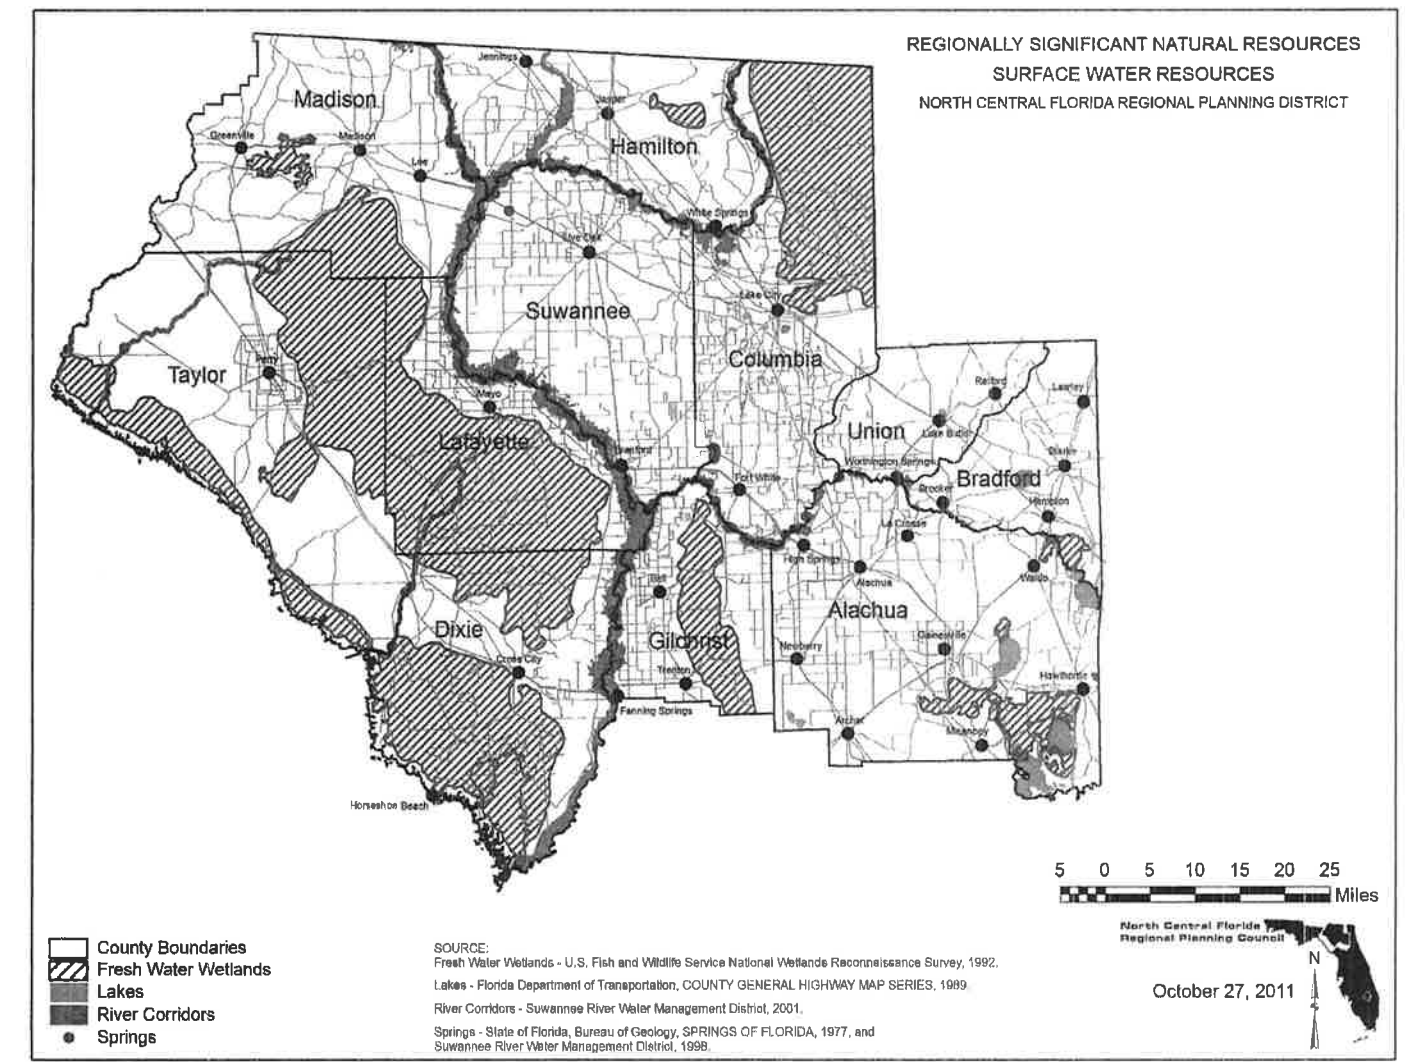 REGIONALLY SIGNIFICANT NATURAL RESOURCES
SURFACE WATER RESOURCES
NORTH CENTRAL FLORIDA REGIONAL PLANNING DISTRICT
Jennings
Madison
Jasper
Greenville
Madison
Hamilton
Lee
White Springs
Live Oak
Lake City
Suwannee
Columbia
Taylor
Perry
Raiford
Lawtey
Mayo
Union
Lake Butler
Lafayette
Branford
Worthington Springs
Starke
Fort White
Bradford
Brooker
Hampton
La Crosse
High Springs
Alachua
Waldo
Bell
Alachua
Dixie
Gilchrist
Gainesville
Newberry
Cross City
Trenton
Hawthorne
Fanning Springs
Archer
Micanopy
Horseshoe Beach
5 0 5 10 15 20 25
Miles
North Central Florida
Regional Planning Council
N
October 27, 2011
County Boundaries
Fresh Water Wetlands
Lakes
River Corridors
Springs
SOURCE:
Fresh Water Wetlands - U.S. Fish and Wildlife Service National Wetlands Reconnaissance Survey, 1992.
Lakes - Florida Department of Transportation, COUNTY GENERAL HIGHWAY MAP SERIES, 1989.
River Corridors - Suwannee River Water Management District, 2001.
Springs - State of Florida, Bureau of Geology, SPRINGS OF FLORIDA, 1977, and
Suwannee River Water Management District, 1998.